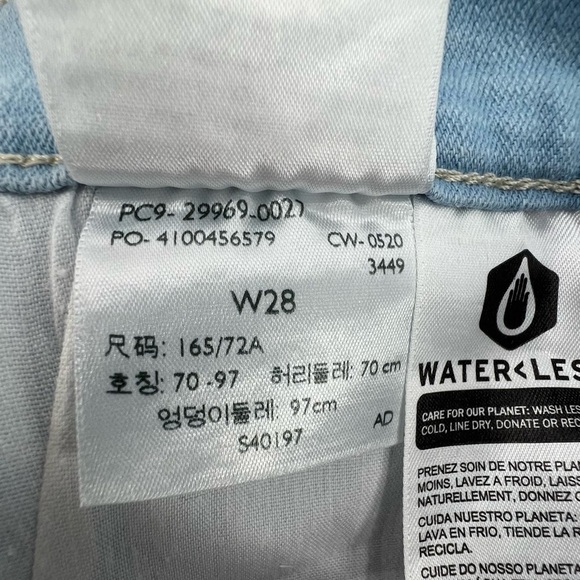 PC9- 29969-0021
PO- 4100456579 CW-0520
3449
W28
尺码: 165/72A
호칭: 70 -97 허리둘레: 70 cm
엉덩이둘레: 97cm
AD
S40197
WATER<LES
CARE FOR OUR PLANET: WASH LES
COLD, LINE DRY, DONATE OR REC
PRENEZ SOIN DE NOTRE PLAN
MOINS, LAVEZ A FROID, LAISS
NATURELLEMENT, DONNEZ O
CUIDA NUESTRO PLANETA:
LAVA EN FRIO, TIENDE LA R
RECICLA.
CUIDE DO NOSSO PLANETA